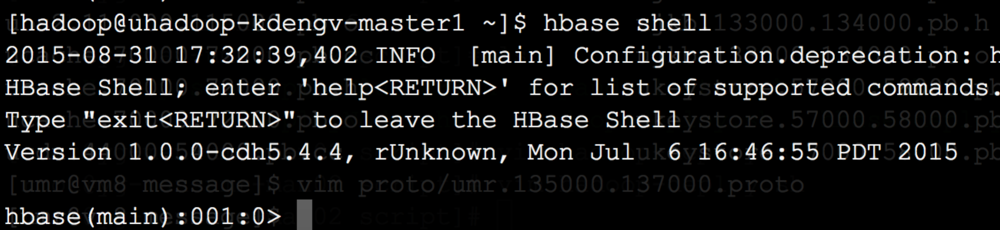 [hadoop@uhadoop-kdengv-master1 ~]$ hbase shell
2015-08-31 17:32:39,402 INFO  [main] Configuration.deprecation: h
HBase Shell; enter 'help<RETURN>' for list of supported commands.
Type "exit<RETURN>" to leave the HBase Shell
Version 1.0.0-cdh5.4.4, rUnknown, Mon Jul  6 16:46:55 PDT 2015
[umr@vm8-message]$ vim proto/umr.135000.137000.proto
hbase(main):001:0>